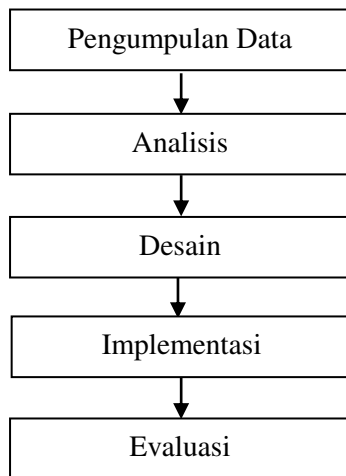 Pengumpulan Data
Analisis
Desain
Implementasi
Evaluasi